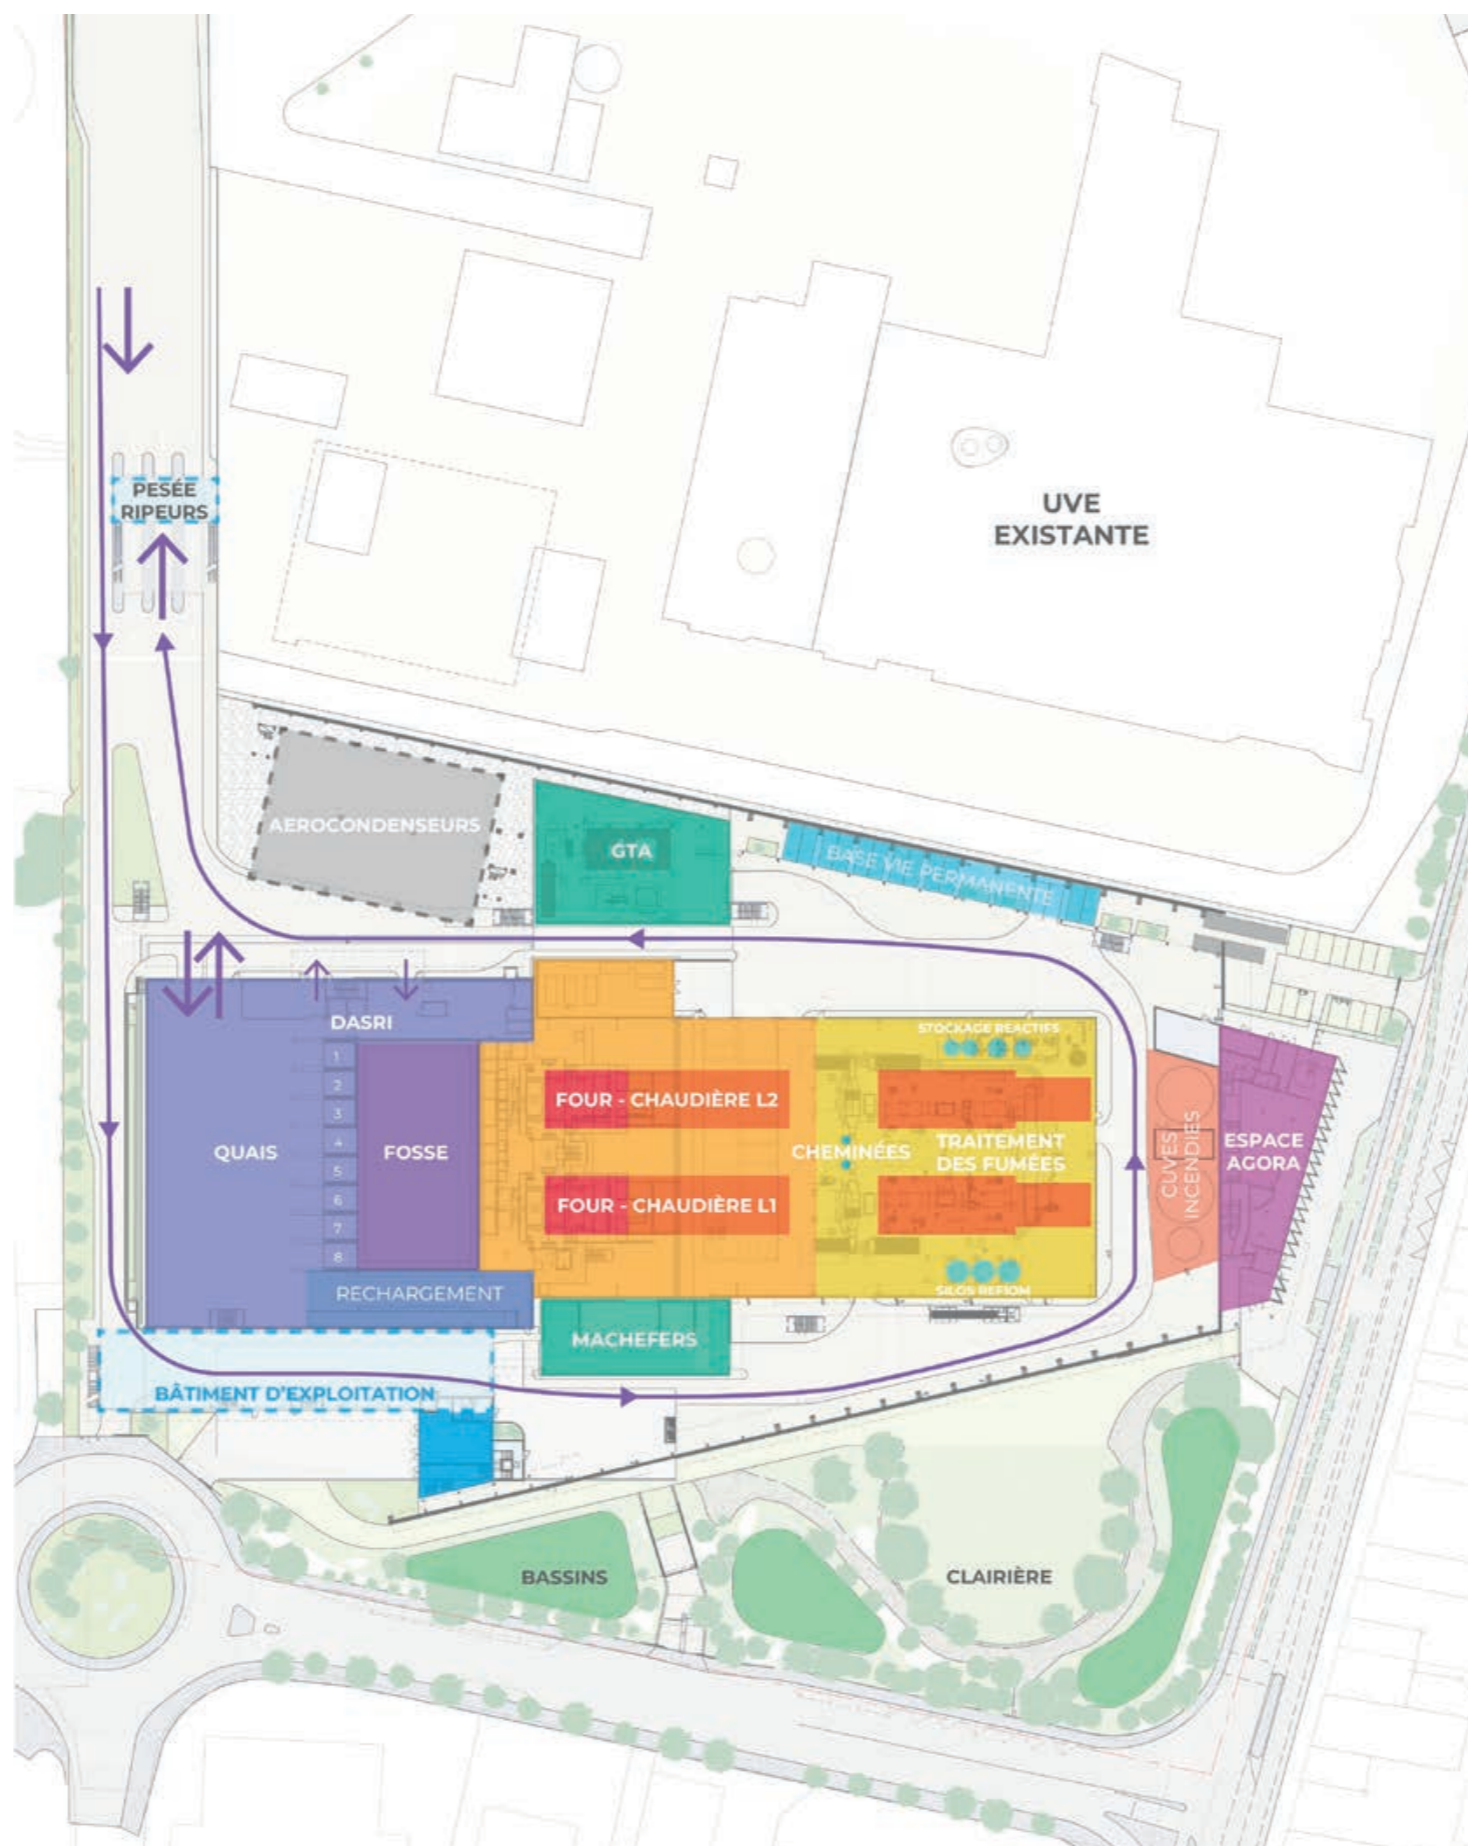 PESÉE
RIPEURS
UVE
EXISTANTE
AEROCONDENSEURS
GTA
BASE VIE PERMANENTE
DASRI
STOCKAGE REACTIFS
1
2
3
4
5
6
7
8
QUAIS
FOSSE
FOUR - CHAUDIÈRE L2
CHEMINÉES
TRAITEMENT
DES FUMÉES
FOUR - CHAUDIÈRE L1
CUVES
INCENDIES
ESPACE
AGORA
RECHARGEMENT
SILOS REFIOM
MACHEFERS
BÂTIMENT D'EXPLOITATION
BASSINS
CLAIRIÈRE